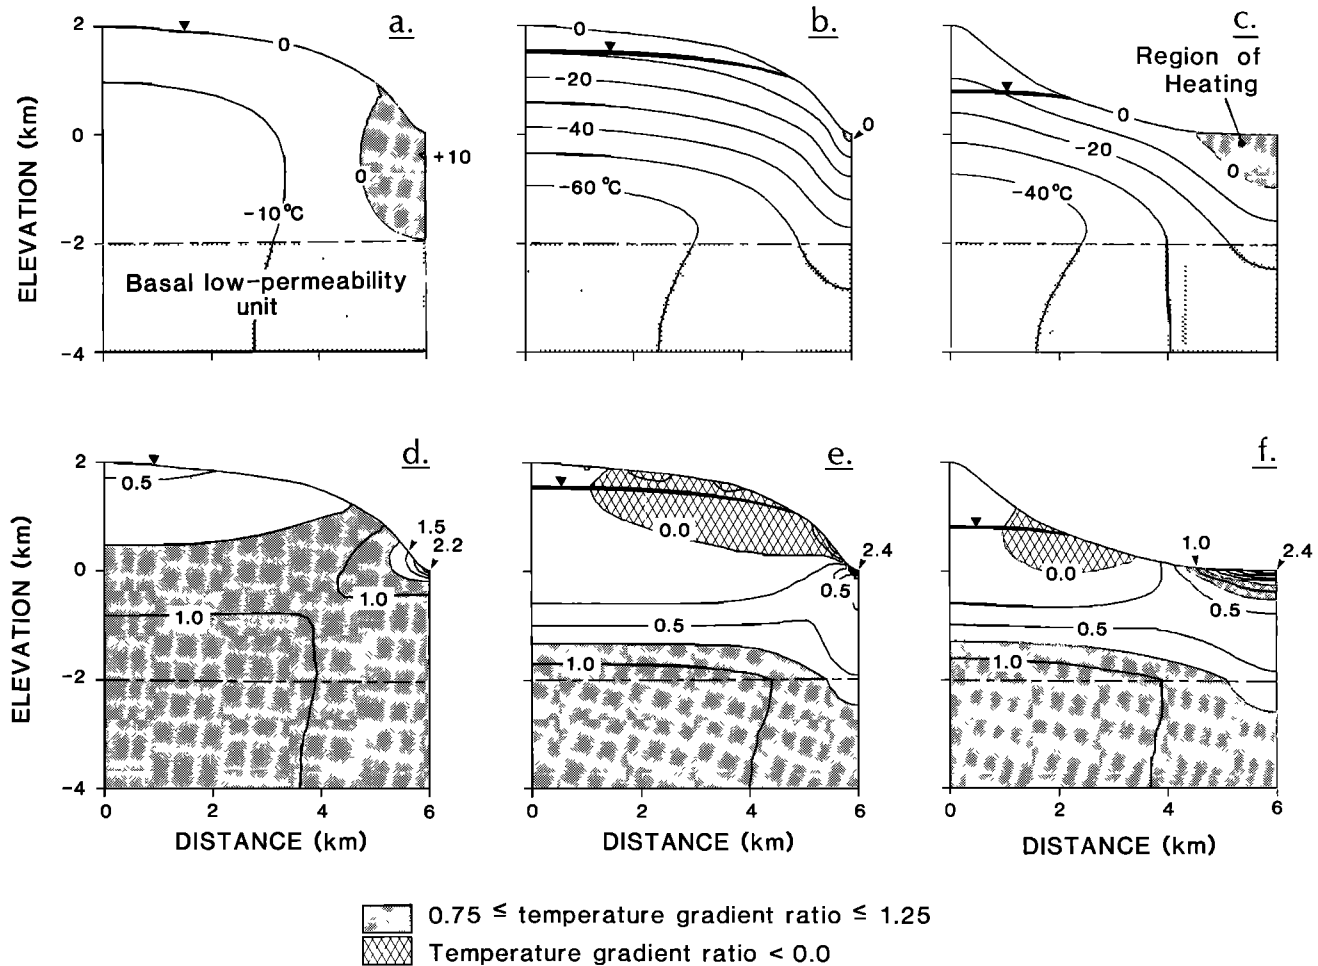 a.
b.
c.
ELEVATION (km)
2
0
-2
-4
0
-10°C
0
+10
Basal low-permeability
unit
0
-20
-40
-60°C
0
Region of
Heating
0
-20
-40°C
0
d.
e.
f.
ELEVATION (km)
2
0
-2
-4
0.5
1.5
2.2
1.0
1.0
0.0
2.4
0.5
0.5
1.0
0.0
1.0
2.4
0.5
0.5
1.0
0 2 4 6
0 2 4 6
0 2 4 6
DISTANCE (km)
DISTANCE (km)
DISTANCE (km)
0.75 ≤ temperature gradient ratio ≤ 1.25
Temperature gradient ratio < 0.0